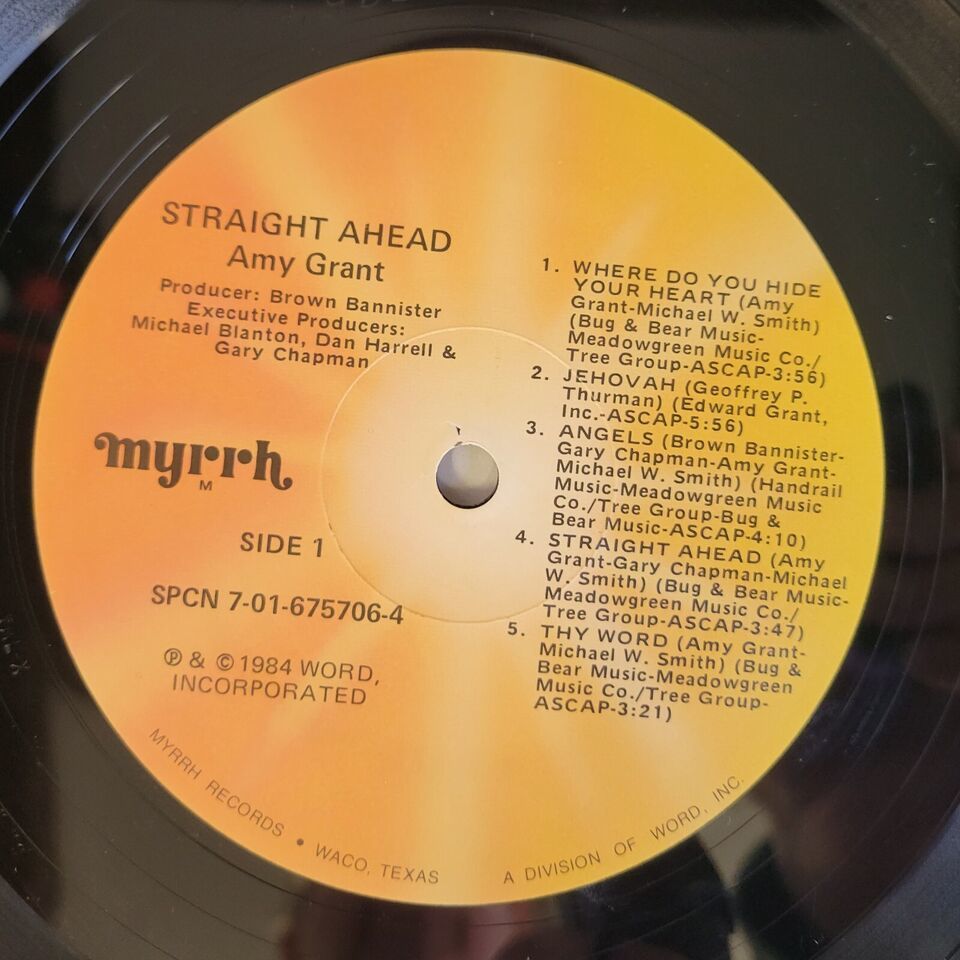 STRAIGHT AHEAD
Amy Grant
Producer: Brown Bannister
Executive Producers:
Michael Blanton, Dan Harrell &
Gary Chapman
myrrh
M
SIDE 1
SPCN 7-01-675706-4
℗ & © 1984 WORD,
INCORPORATED
1. WHERE DO YOU HIDE
YOUR HEART (Amy
Grant-Michael W. Smith)
(Bug & Bear Music-
Meadowgreen Music Co./
Tree Group-ASCAP-3:56)
2. JEHOVAH (Geoffrey P.
Thurman) (Edward Grant,
Inc.-ASCAP-5:56)
3. ANGELS (Brown Bannister-
Gary Chapman-Amy Grant-
Michael W. Smith) (Handrail
Music-Meadowgreen Music
Co./Tree Group-Bug &
Bear Music-ASCAP-4:10)
4. STRAIGHT AHEAD (Amy
Grant-Gary Chapman-Michael
W. Smith) (Bug & Bear Music-
Meadowgreen Music Co./
Tree Group-ASCAP-3:47)
5. THY WORD (Amy Grant-
Michael W. Smith) (Bug &
Bear Music-Meadowgreen
Music Co./Tree Group-
ASCAP-3:21)
MYRRH RECORDS • WACO, TEXAS
A DIVISION OF WORD, INC.